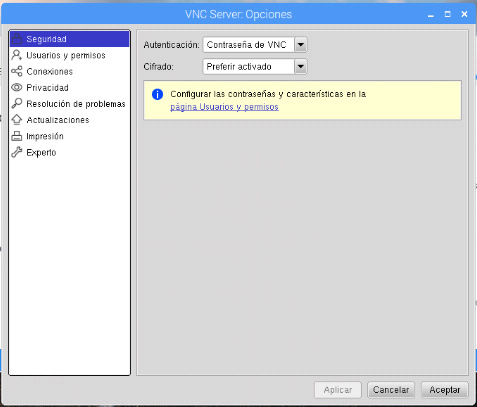 VNC Server: Opciones
Seguridad
Usuarios y permisos
Conexiones
Privacidad
Resolución de problemas
Actualizaciones
Impresión
Experto
Autenticación: Contraseña de VNC
Cifrado: Preferir activado
Configurar las contraseñas y características en la
página Usuarios y permisos
Aplicar Cancelar Aceptar